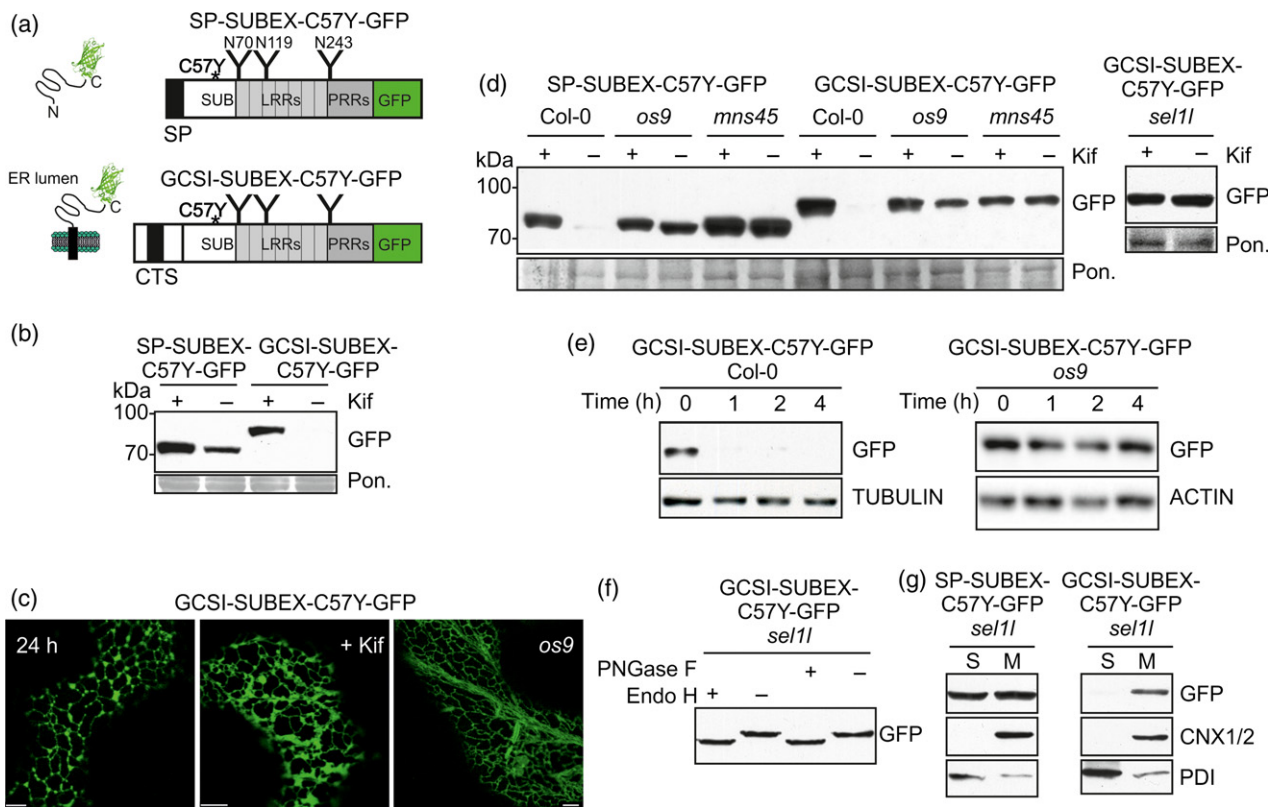 (a)
SP-SUBEX-C57Y-GFP
N70 N119 N243
C57Y
*
SUB LRRs PRRs GFP
SP
C
N
ER lumen
GCSI-SUBEX-C57Y-GFP
C57Y
*
SUB LRRs PRRs GFP
CTS
C
(b)
SP-SUBEX- GCSI-SUBEX-
C57Y-GFP C57Y-GFP
kDa + – + – Kif
100
70
GFP
Pon.
(c)
GCSI-SUBEX-C57Y-GFP
24 h + Kif os9
(d)
SP-SUBEX-C57Y-GFP GCSI-SUBEX-C57Y-GFP
Col-0 os9 mns45 Col-0 os9 mns45
kDa + – + – + – + – + – + – Kif
100
70
GFP
Pon.
GCSI-SUBEX-
C57Y-GFP
sel1l
+ – Kif
GFP
Pon.
(e)
GCSI-SUBEX-C57Y-GFP
Col-0
Time (h) 0 1 2 4
GFP
TUBULIN
GCSI-SUBEX-C57Y-GFP
os9
Time (h) 0 1 2 4
GFP
ACTIN
(f)
GCSI-SUBEX-
C57Y-GFP
sel1l
PNGase F + –
Endo H + –
GFP
(g)
SP-SUBEX- GCSI-SUBEX-
C57Y-GFP C57Y-GFP
sel1l sel1l
S M S M
GFP
CNX1/2
PDI